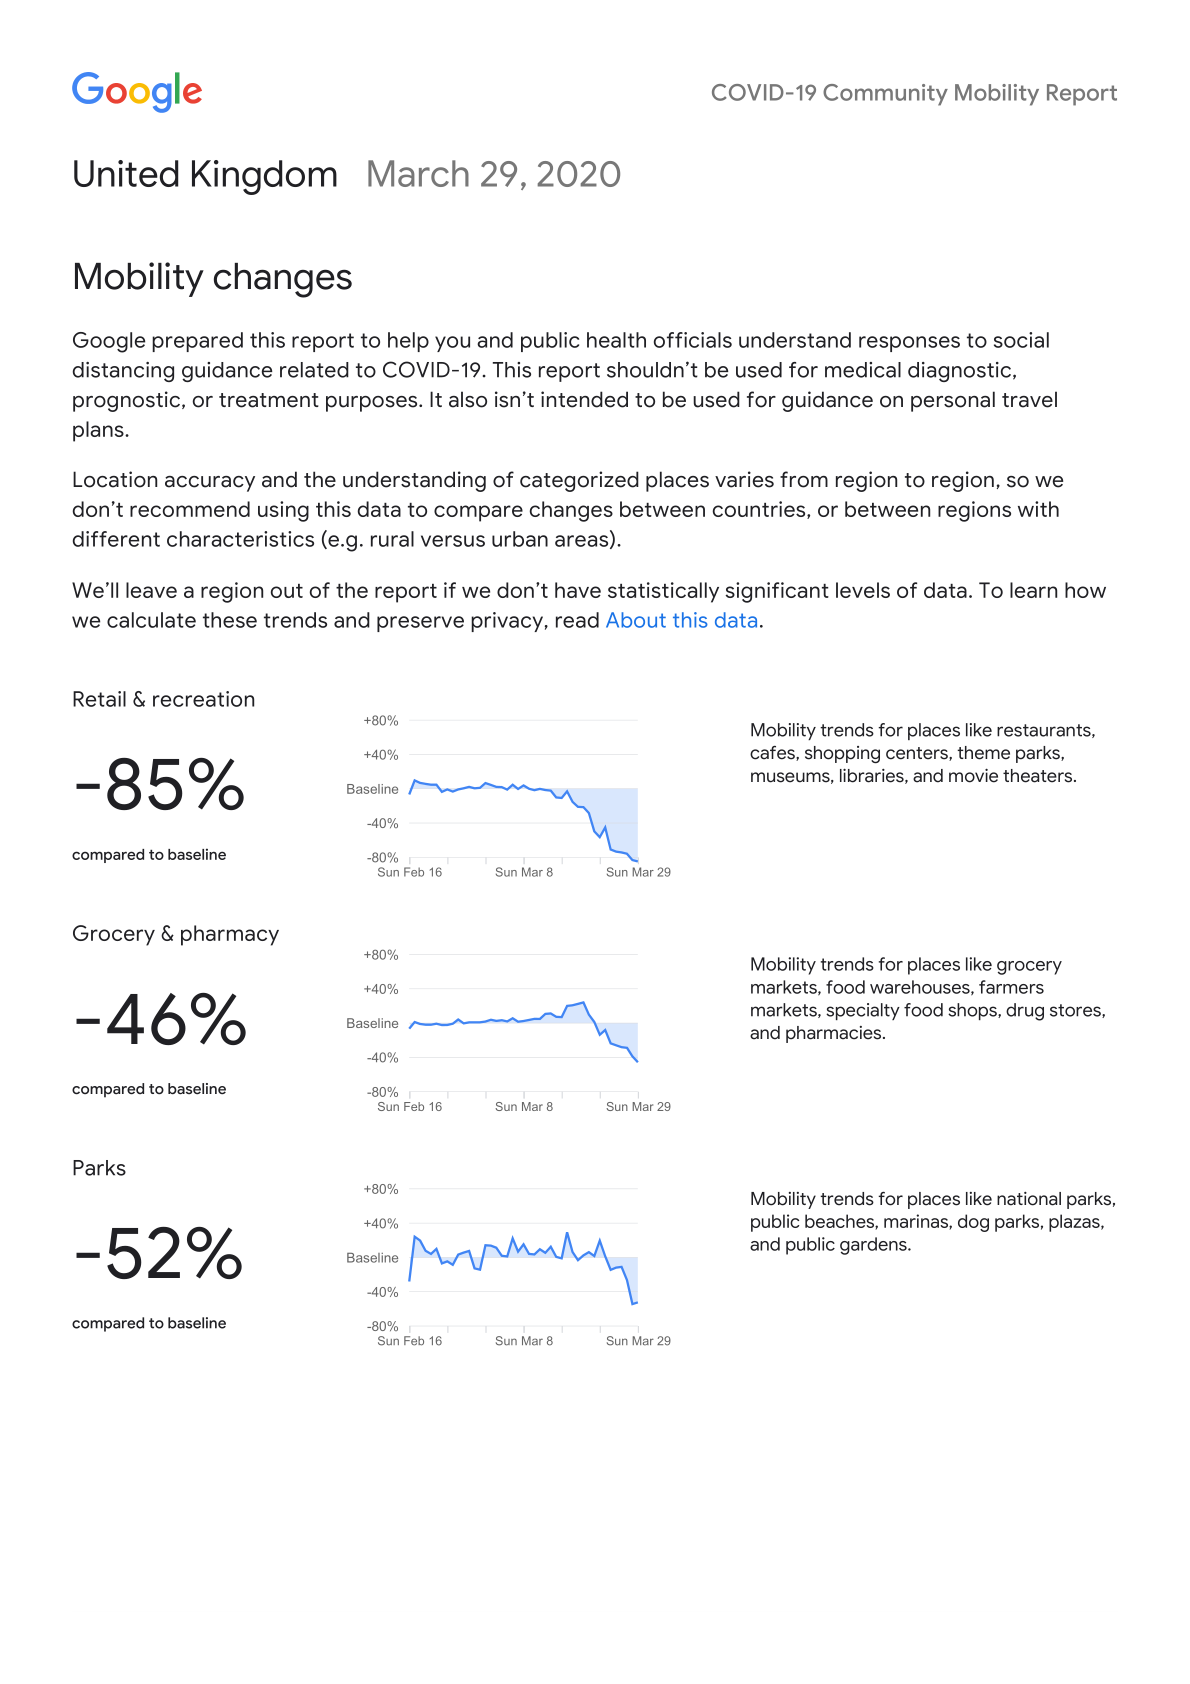 Google
COVID-19 Community Mobility Report
United Kingdom March 29, 2020
Mobility changes
Google prepared this report to help you and public health officials understand responses to social
distancing guidance related to COVID-19. This report shouldn’t be used for medical diagnostic,
prognostic, or treatment purposes. It also isn’t intended to be used for guidance on personal travel
plans.
Location accuracy and the understanding of categorized places varies from region to region, so we
don’t recommend using this data to compare changes between countries, or between regions with
different characteristics (e.g. rural versus urban areas).
We’ll leave a region out of the report if we don’t have statistically significant levels of data. To learn how
we calculate these trends and preserve privacy, read About this data.
Retail & recreation
-85%
compared to baseline
+80%
+40%
Baseline
-40%
-80%
Sun Feb 16 Sun Mar 8 Sun Mar 29
Mobility trends for places like restaurants,
cafes, shopping centers, theme parks,
museums, libraries, and movie theaters.
Grocery & pharmacy
-46%
compared to baseline
+80%
+40%
Baseline
-40%
-80%
Sun Feb 16 Sun Mar 8 Sun Mar 29
Mobility trends for places like grocery
markets, food warehouses, farmers
markets, specialty food shops, drug stores,
and pharmacies.
Parks
-52%
compared to baseline
+80%
+40%
Baseline
-40%
-80%
Sun Feb 16 Sun Mar 8 Sun Mar 29
Mobility trends for places like national parks,
public beaches, marinas, dog parks, plazas,
and public gardens.